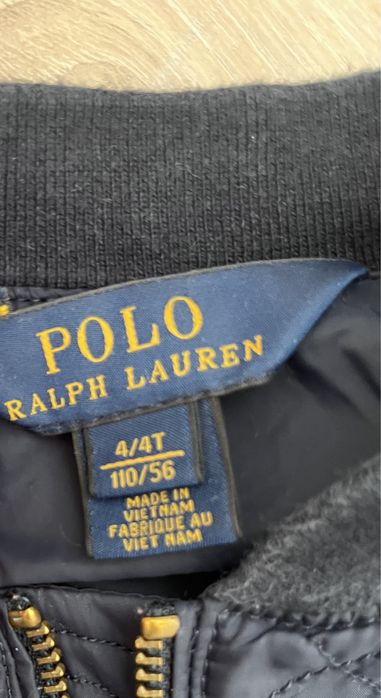 POLO
RALPH LAUREN
4/4T
110/56
MADE IN
VIETNAM
FABRIQUE AU
VIET NAM